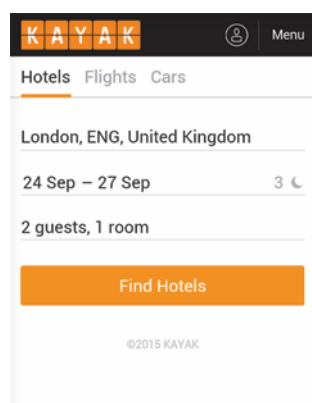 KAYAK
Menu
Hotels Flights Cars
London, ENG, United Kingdom
24 Sep – 27 Sep 3
2 guests, 1 room
Find Hotels
©2015 KAYAK